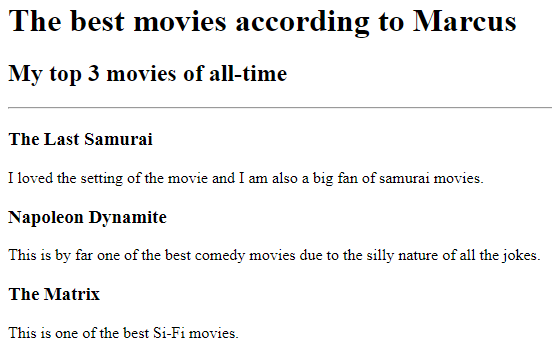 The best movies according to Marcus
My top 3 movies of all-time
The Last Samurai
I loved the setting of the movie and I am also a big fan of samurai movies.
Napoleon Dynamite
This is by far one of the best comedy movies due to the silly nature of all the jokes.
The Matrix
This is one of the best Si-Fi movies.